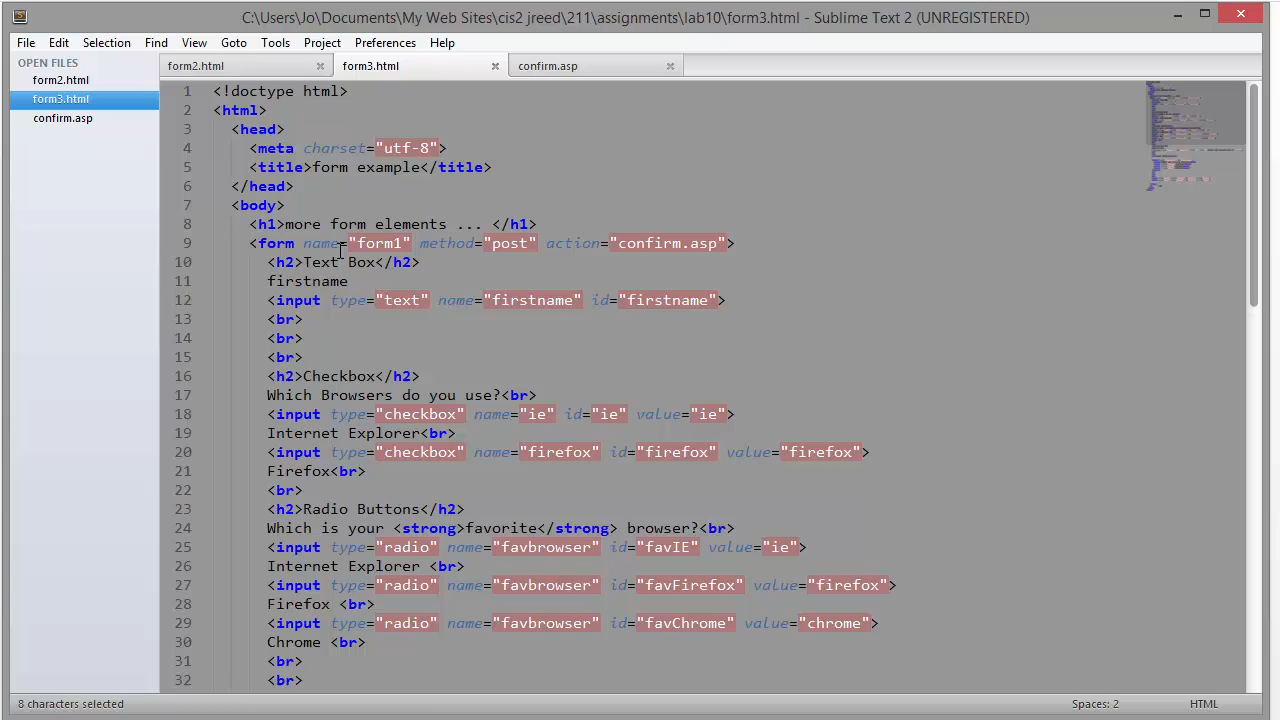 C:\Users\Jo\Documents\My Web Sites\cis2 jreed\211\assignments\lab10\form3.html - Sublime Text 2 (UNREGISTERED)
File Edit Selection Find View Goto Tools Project Preferences Help
OPEN FILES
form2.html
form3.html
confirm.asp
form2.html form3.html confirm.asp
1 <!doctype html>
2 <html>
3 <head>
4 <meta charset="utf-8">
5 <title>form example</title>
6 </head>
7 <body>
8 <h1>more form elements ... </h1>
9 <form name="form1" method="post" action="confirm.asp">
10 <h2>Text Box</h2>
11 firstname
12 <input type="text" name="firstname" id="firstname">
13 <br>
14 <br>
15 <br>
16 <h2>Checkbox</h2>
17 Which Browsers do you use?<br>
18 <input type="checkbox" name="ie" id="ie" value="ie">
19 Internet Explorer<br>
20 <input type="checkbox" name="firefox" id="firefox" value="firefox">
21 Firefox<br>
22 <br>
23 <h2>Radio Buttons</h2>
24 Which is your <strong>favorite</strong> browser?<br>
25 <input type="radio" name="favbrowser" id="favIE" value="ie">
26 Internet Explorer <br>
27 <input type="radio" name="favbrowser" id="favFirefox" value="firefox">
28 Firefox <br>
29 <input type="radio" name="favbrowser" id="favChrome" value="chrome">
30 Chrome <br>
31 <br>
32 <br>
8 characters selected Spaces: 2 HTML